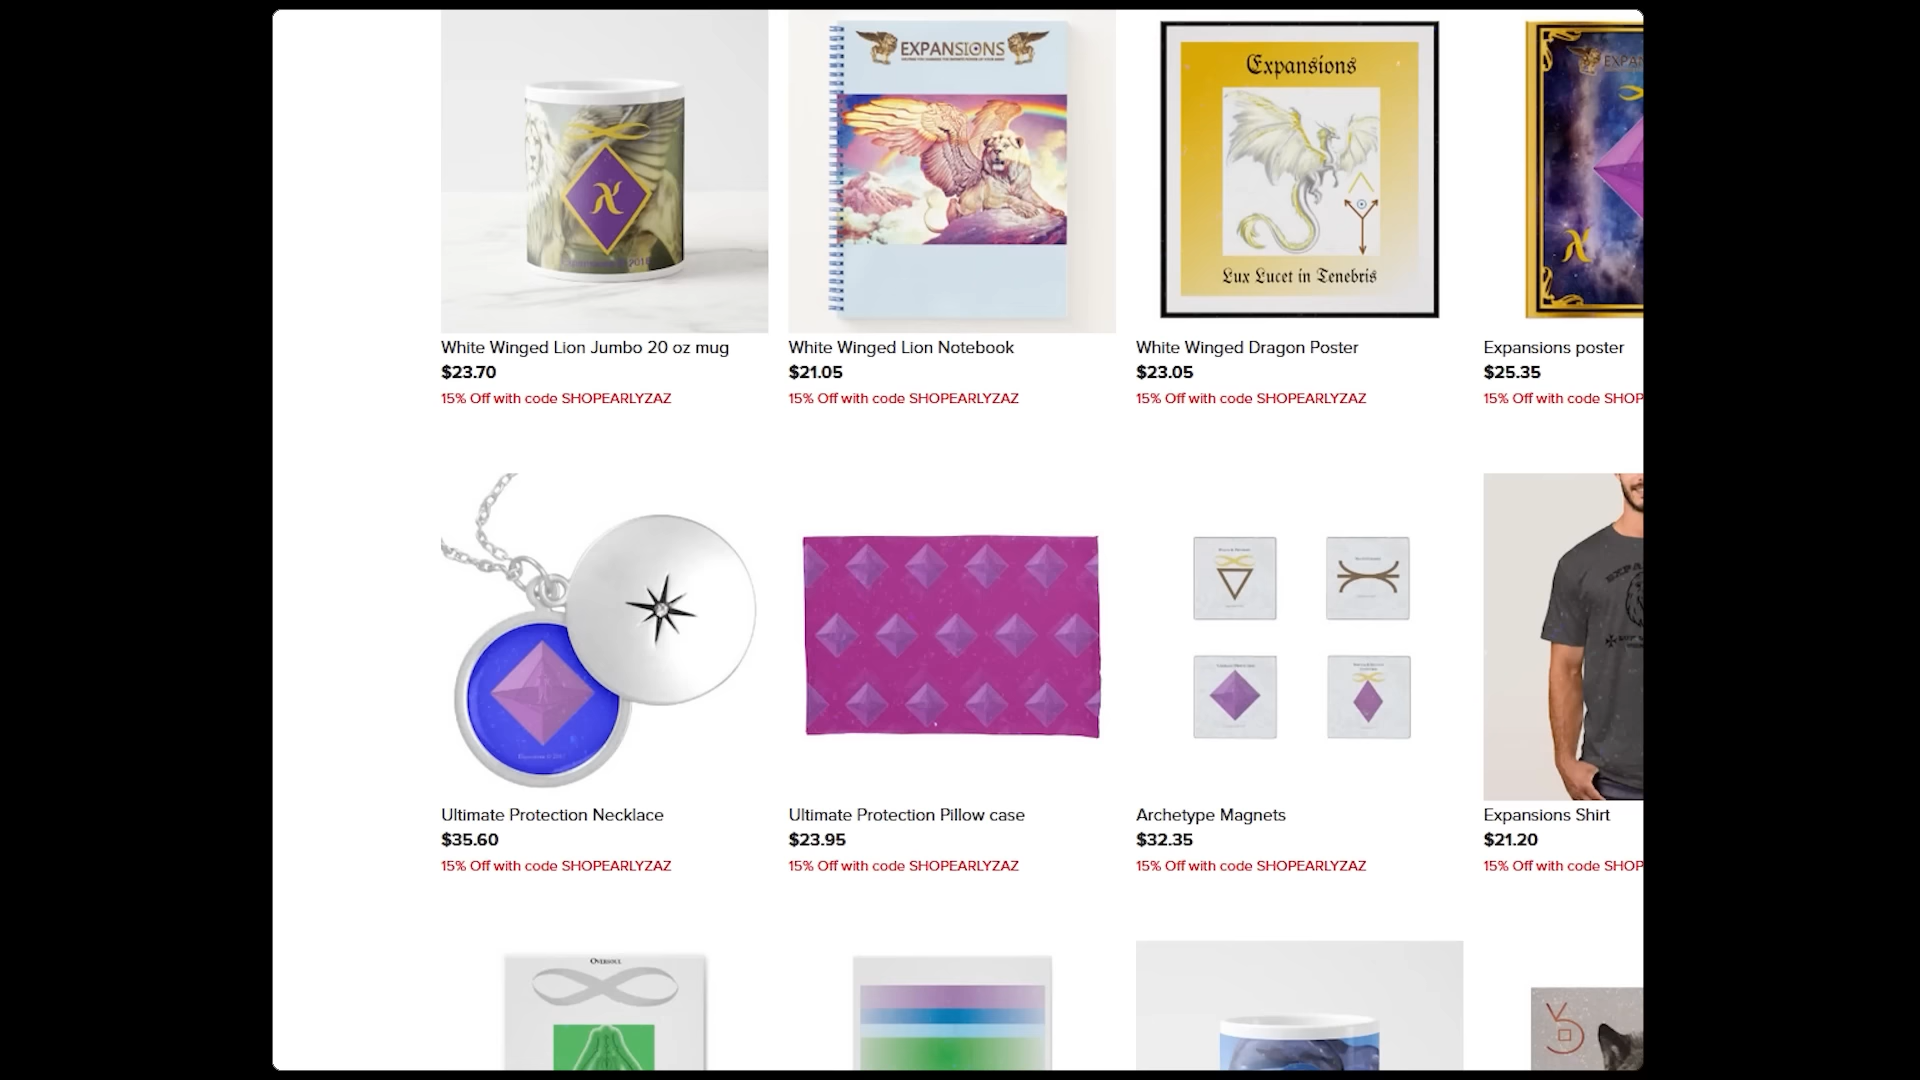 EXPANSIONS
Expansions
Lux Lucet in Tenebris
EXPA
Expansions © 2018
White Winged Lion Jumbo 20 oz mug
White Winged Lion Notebook
White Winged Dragon Poster
Expansions poster
$23.70
$21.05
$23.05
$25.35
15% Off with code SHOPEARLYZAZ
15% Off with code SHOPEARLYZAZ
15% Off with code SHOPEARLYZAZ
15% Off with code SHOP
Ultimate Protection Necklace
Ultimate Protection Pillow case
Archetype Magnets
Expansions Shirt
$35.60
$23.95
$32.35
$21.20
15% Off with code SHOPEARLYZAZ
15% Off with code SHOPEARLYZAZ
15% Off with code SHOPEARLYZAZ
15% Off with code SHOP
OVERSOUL